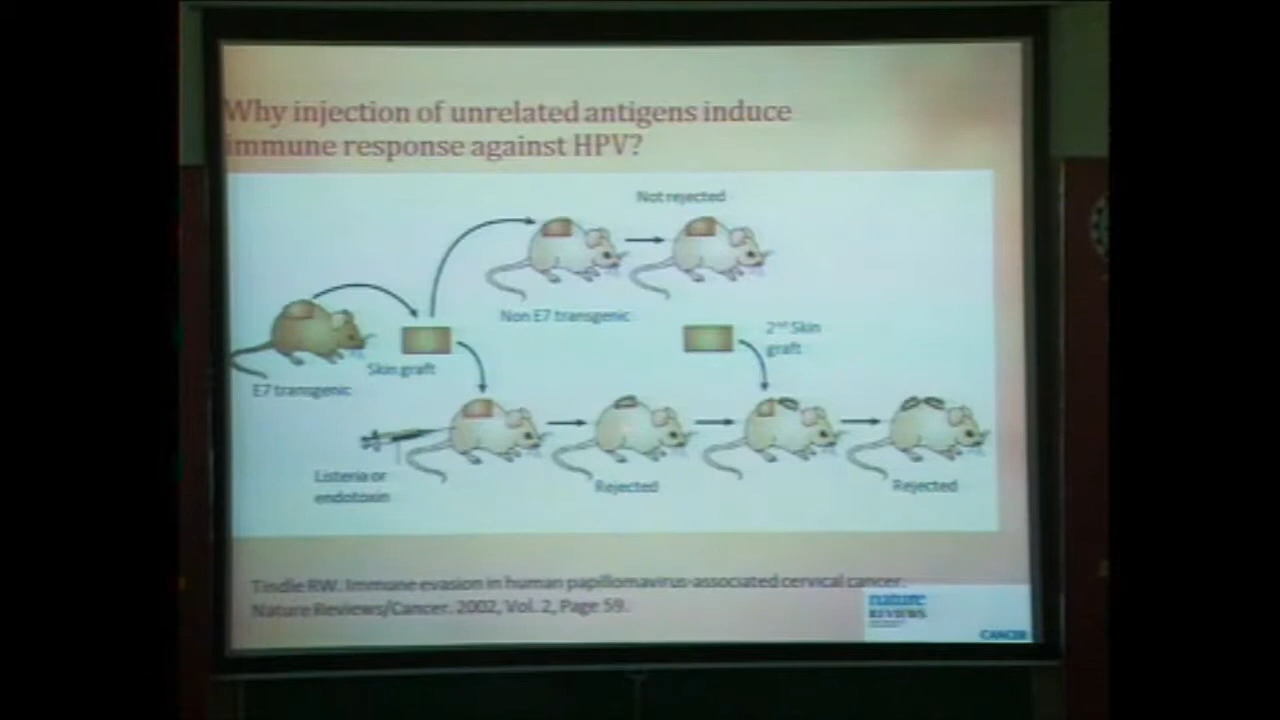 Why injection of unrelated antigens induce
immune response against HPV?
Not rejected
Non E7 transgenic
2nd Skin
graft
Skin graft
E7 transgenic
Listeria or
endotoxin
Rejected
Rejected
Tindle RW. Immune evasion in human papillomavirus-associated cervical cancer.
Nature Reviews/Cancer. 2002, Vol. 2, Page 59.
nature
REVIEWS
CANCER